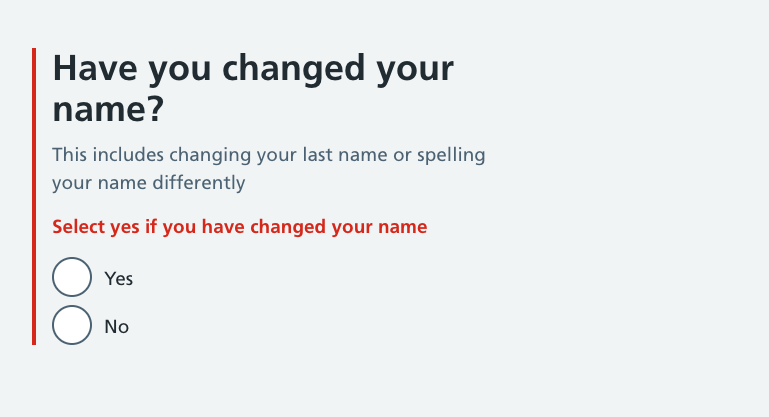 Have you changed your
name?
This includes changing your last name or spelling
your name differently
Select yes if you have changed your name
Yes
No